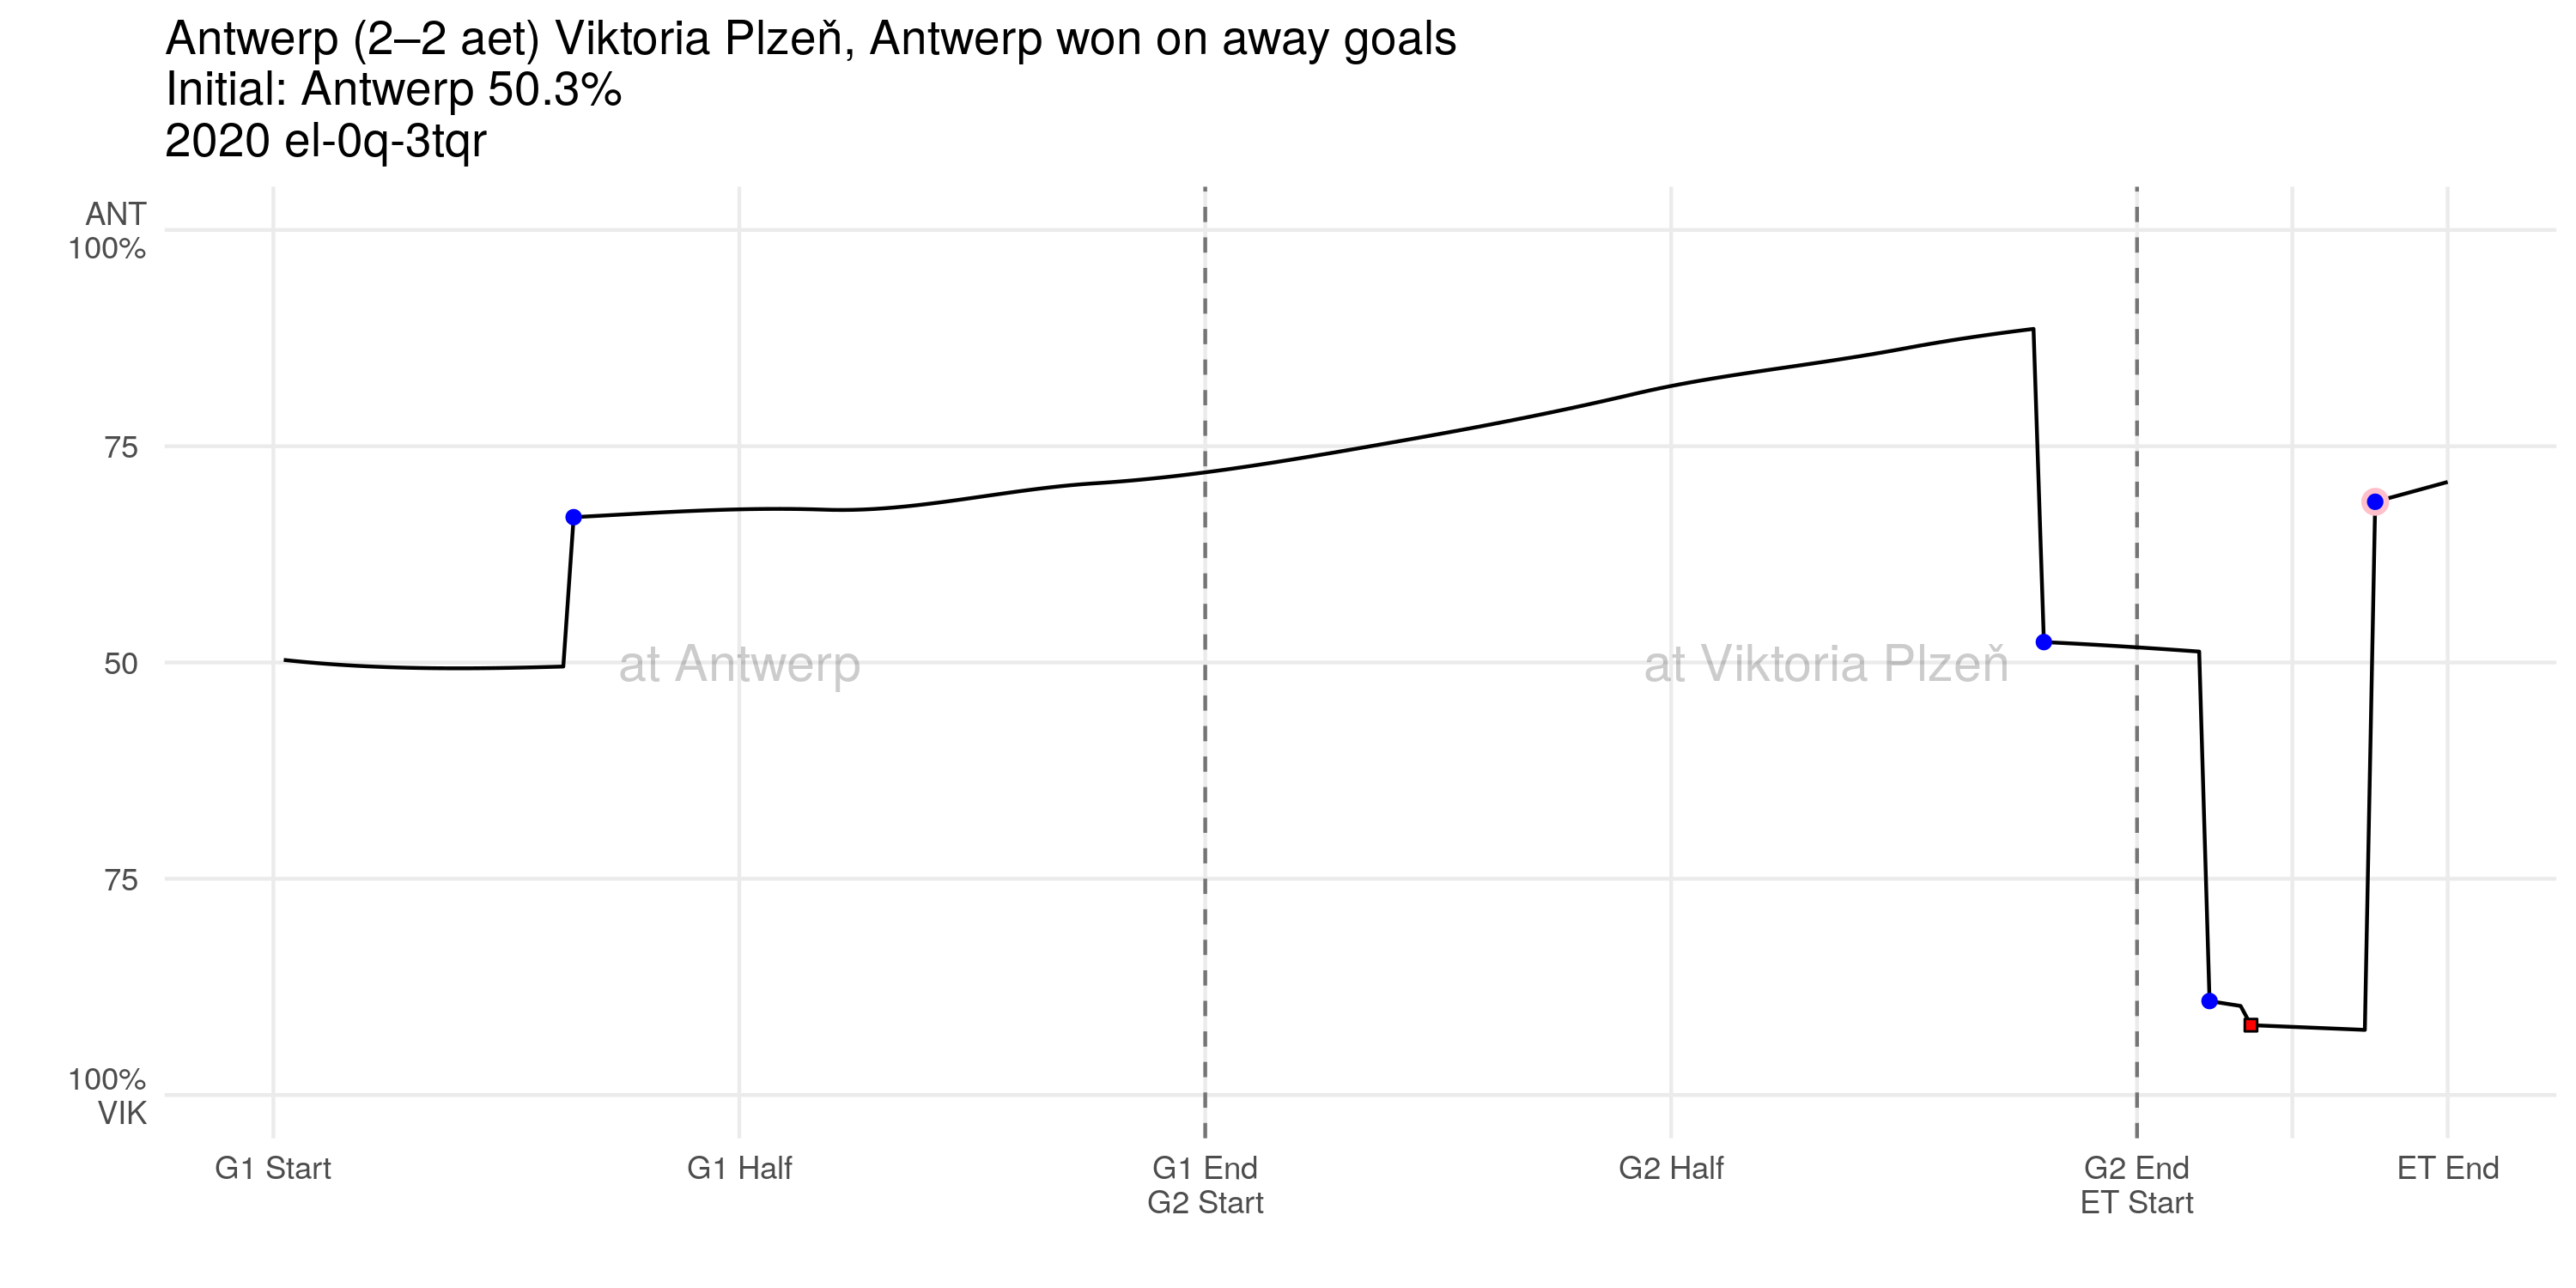 Antwerp (2–2 aet) Viktoria Plzeň, Antwerp won on away goals
Initial: Antwerp 50.3%
2020 el-0q-3tqr
ANT
100%
75
50
75
100%
VIK
at Antwerp
at Viktoria Plzeň
G1 Start
G1 Half
G1 End
G2 Start
G2 Half
G2 End
ET Start
ET End